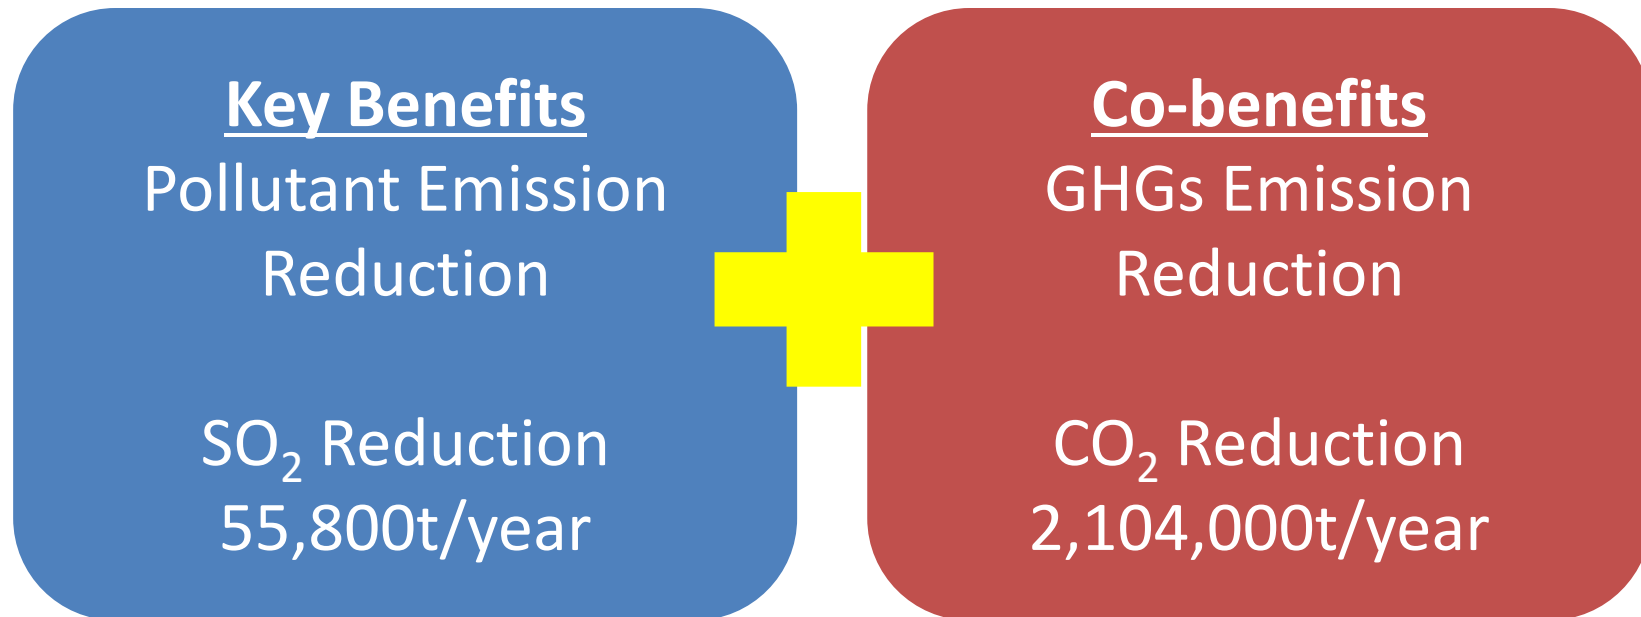 Key Benefits
Pollutant Emission
Reduction
SO₂ Reduction
55,800t/year
Co-benefits
GHGs Emission
Reduction
CO₂ Reduction
2,104,000t/year